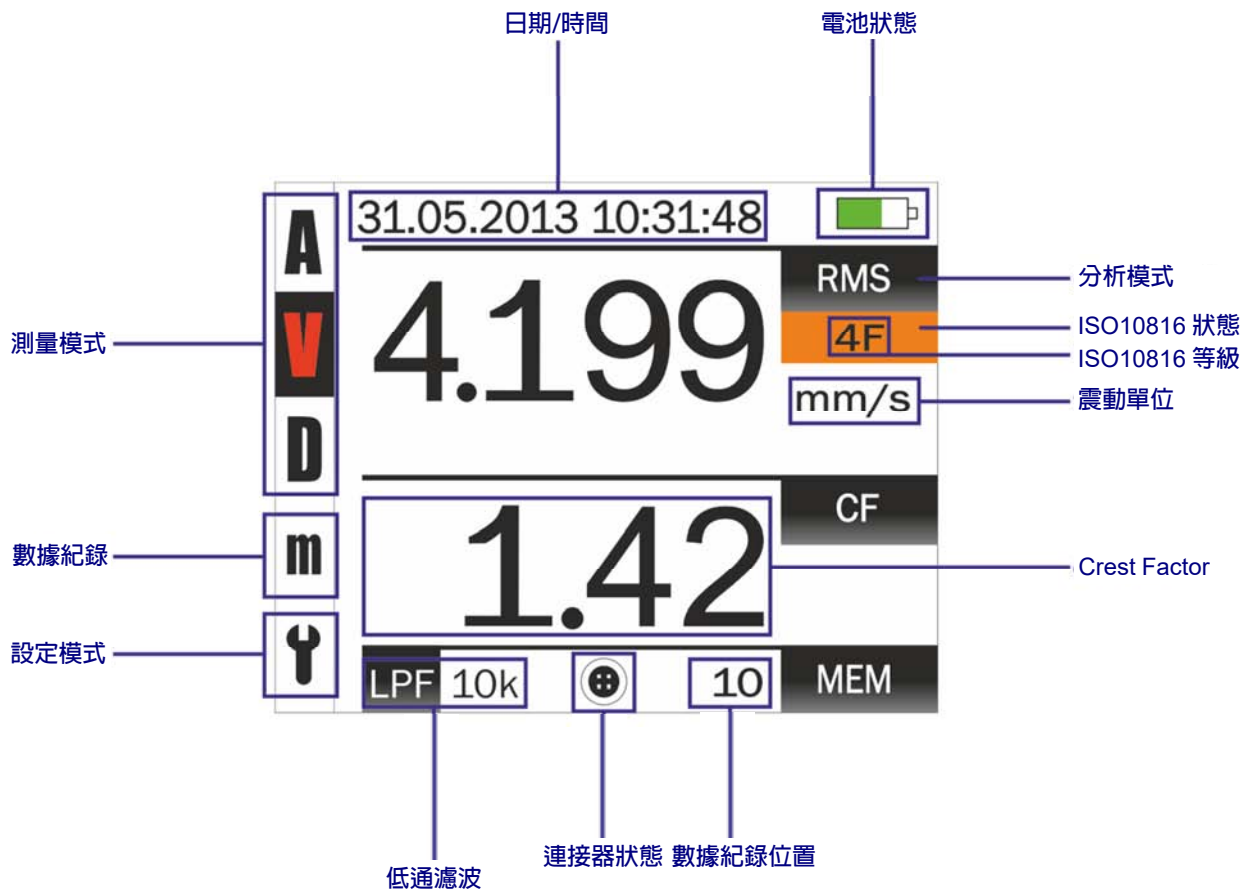 日期/時間
電池狀態
31.05.2013 10:31:48
A
V
D
m
測量模式
數據紀錄
設定模式
4.199
RMS
4F
mm/s
1.42
CF
LPF 10k
10
MEM
分析模式
ISO10816 狀態
ISO10816 等級
震動單位
Crest Factor
連接器狀態
數據紀錄位置
低通濾波